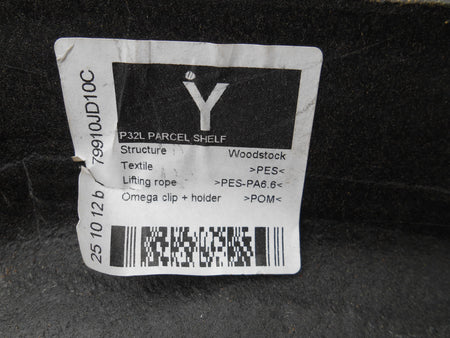 Y
P32L PARCEL SHELF
Structure Woodstock
Textile >PES<
Lifting rope >PES-PA6.6<
Omega clip + holder >POM<
25 10 12 b 79910JD10C